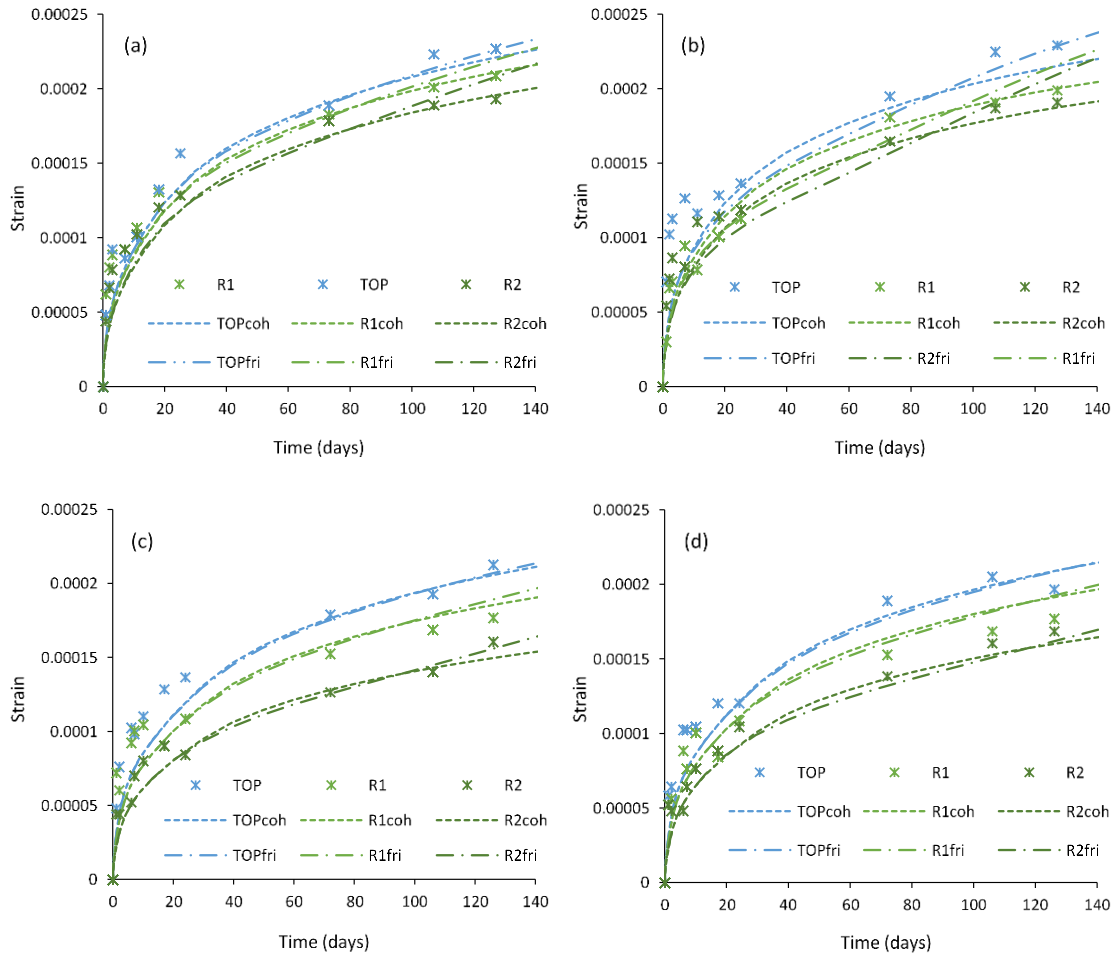 (a)
0.00025
0.0002
0.00015
0.0001
0.00005
0
Strain
R1 TOP R2
TOPcoh R1coh R2coh
TOPfri R1fri R2fri
0 20 40 60 80 100 120 140
Time (days)
(b)
0.00025
0.0002
0.00015
0.0001
0.00005
0
Strain
TOP R1 R2
TOPcoh R1coh R2coh
TOPfri R2fri R1fri
0 20 40 60 80 100 120 140
Time (days)
(c)
0.00025
0.0002
0.00015
0.0001
0.00005
0
Strain
TOP R1 R2
TOPcoh R1coh R2coh
TOPfri R1fri R2fri
0 20 40 60 80 100 120 140
Time (days)
(d)
0.00025
0.0002
0.00015
0.0001
0.00005
0
Strain
TOP R1 R2
TOPcoh R1coh R2coh
TOPfri R1fri R2fri
0 20 40 60 80 100 120 140
Time (days)